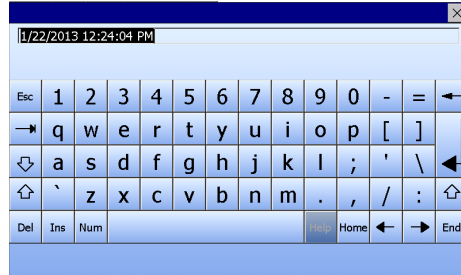 1/22/2013 12:24:04 PM
Esc 1 2 3 4 5 6 7 8 9 0 - =
q w e r t y u i o p [ ]
a s d f g h j k l ; ' \
` z x c v b n m . , / :
Del Ins Num Help Home End